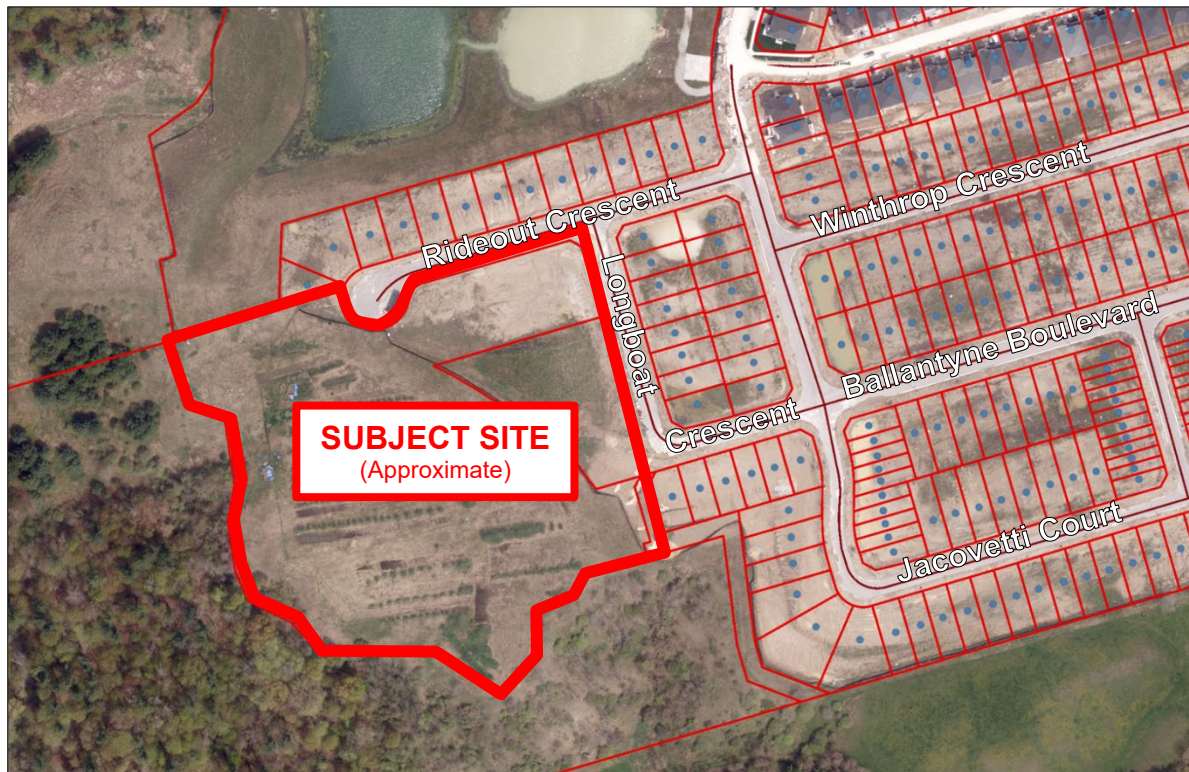 Winthrop Crescent
Rideout Crescent
Longboat
Ballantyne Boulevard
Crescent
SUBJECT SITE
(Approximate)
Jacovetti Court